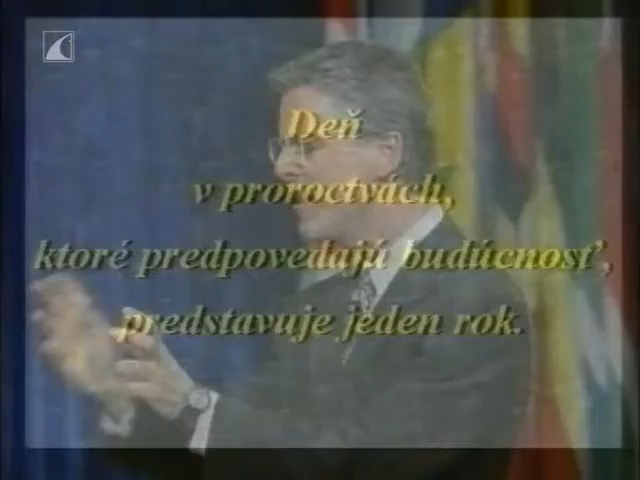 Deň
v proroctvách,
ktoré predpovedajú budúcnosť,
predstavuje jeden rok.